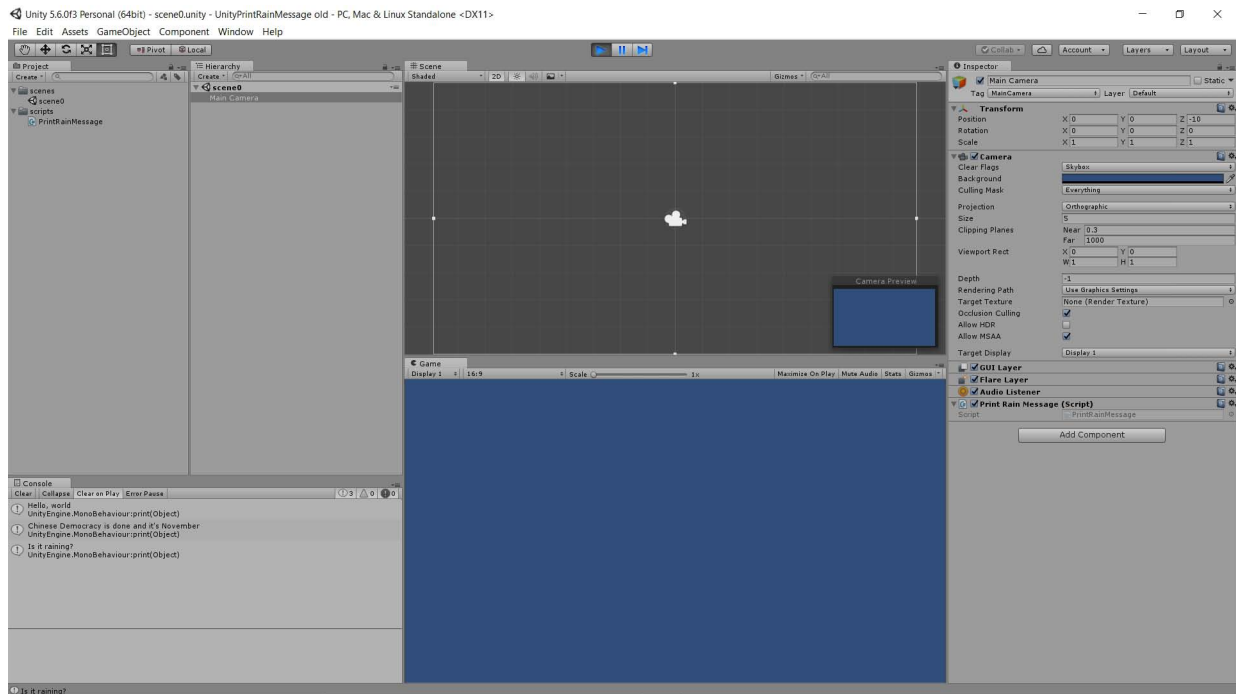 Unity 5.6.0f3 Personal (64bit) - scene0.unity - UnityPrintRainMessage old - PC, Mac & Linux Standalone <DX11>
File Edit Assets GameObject Component Window Help
Pivot Local
Collab Account Layers Layout
Project
Create
scenes
scene0
scripts
PrintRainMessage
Hierarchy
Create All
scene0
Main Camera
Scene
Shaded 2D Gizmos All
Camera Preview
Game
Display 1 16:9 Scale 1x Maximize On Play Mute Audio Stats Gizmos
Inspector
Main Camera Static
Tag MainCamera Layer Default
Transform
Position X 0 Y 0 Z -10
Rotation X 0 Y 0 Z 0
Scale X 1 Y 1 Z 1
Camera
Clear Flags Skybox
Background
Culling Mask Everything
Projection Orthographic
Size 5
Clipping Planes Near 0.3
Far 1000
Viewport Rect X 0 Y 0
W 1 H 1
Depth -1
Rendering Path Use Graphics Settings
Target Texture None (Render Texture)
Occlusion Culling
Allow HDR
Allow MSAA
Target Display Display 1
GUI Layer
Flare Layer
Audio Listener
Print Rain Message (Script)
Script PrintRainMessage
Add Component
Console
Clear Collapse Clear on Play Error Pause 3 0 0
Hello, world
UnityEngine.MonoBehaviour:print(Object)
Chinese Democracy is done and it's November
UnityEngine.MonoBehaviour:print(Object)
Is it raining?
UnityEngine.MonoBehaviour:print(Object)
Is it raining?